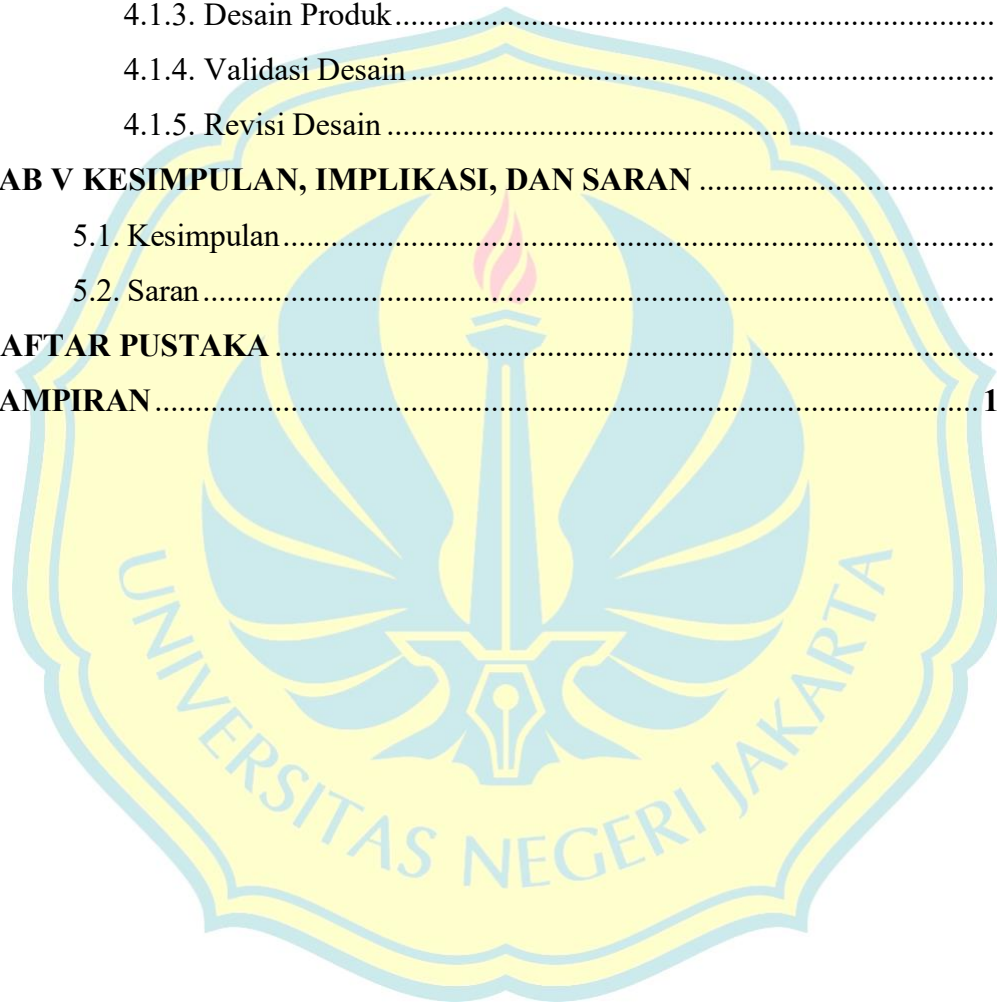 4.1.3. Desain Produk
4.1.4. Validasi Desain
4.1.5. Revisi Desain
AB V KESIMPULAN, IMPLIKASI, DAN SARAN
5.1. Kesimpulan
5.2. Saran
AFTAR PUSTAKA
AMPIRAN 1
UNIVERSITAS NEGERI JAKARTA